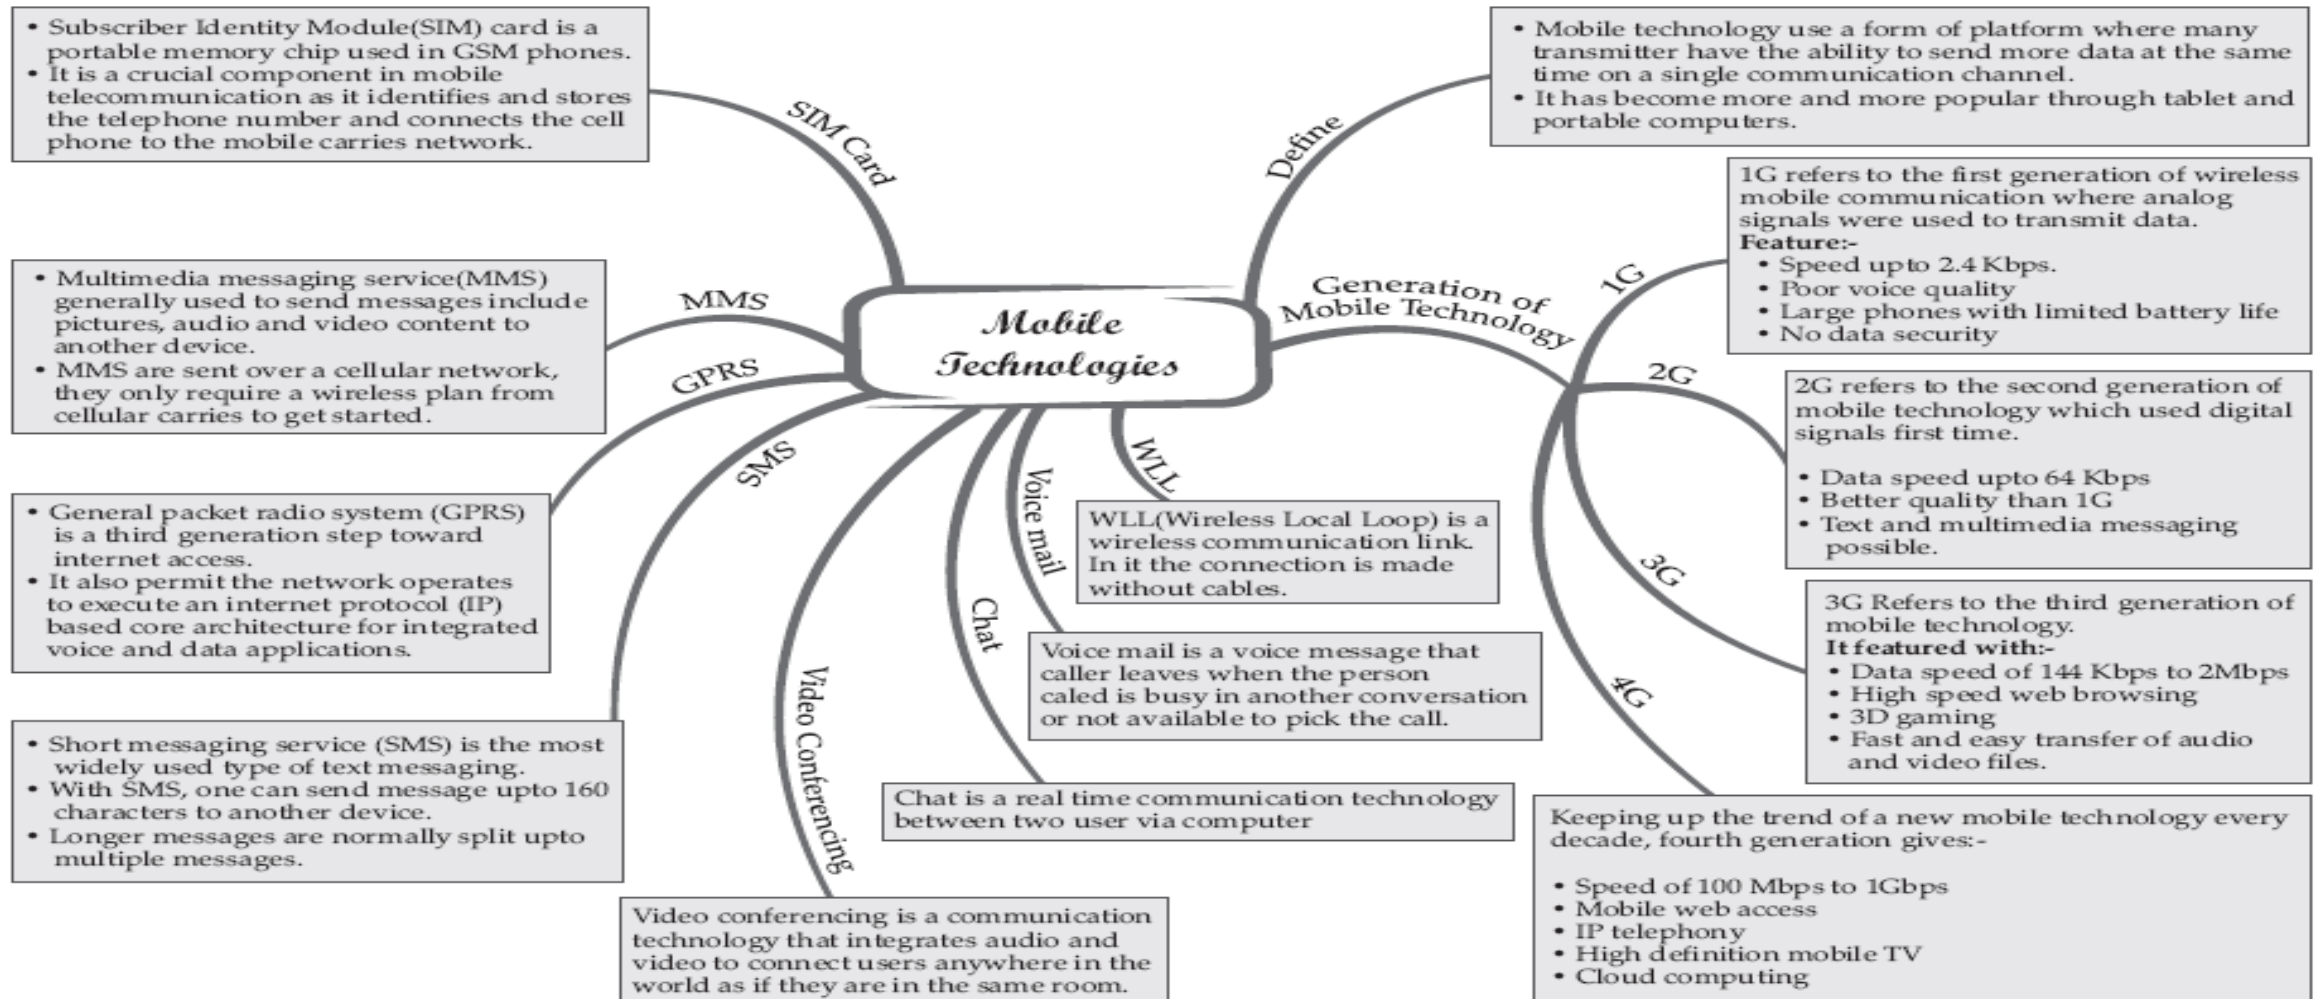 • Subscriber Identity Module(SIM) card is a
portable memory chip used in GSM phones.
• It is a crucial component in mobile
telecommunication as it identifies and stores
the telephone number and connects the cell
phone to the mobile carries network.
SIM Card
• Multimedia messaging service(MMS)
generally used to send messages include
pictures, audio and video content to
another device.
• MMS are sent over a cellular network,
they only require a wireless plan from
cellular carries to get started.
MMS
• General packet radio system (GPRS)
is a third generation step toward
internet access.
• It also permit the network operates
to execute an internet protocol (IP)
based core architecture for integrated
voice and data applications.
GPRS
• Short messaging service (SMS) is the most
widely used type of text messaging.
• With SMS, one can send message upto 160
characters to another device.
• Longer messages are normally split upto
multiple messages.
SMS
Mobile
Technologies
Video Conferencing
Video conferencing is a communication
technology that integrates audio and
video to connect users anywhere in the
world as if they are in the same room.
Chat
Chat is a real time communication technology
between two user via computer
Voice mail
Voice mail is a voice message that
caller leaves when the person
caled is busy in another conversation
or not available to pick the call.
WLL
WLL(Wireless Local Loop) is a
wireless communication link.
In it the connection is made
without cables.
Define
• Mobile technology use a form of platform where many
transmitter have the ability to send more data at the same
time on a single communication channel.
• It has become more and more popular through tablet and
portable computers.
Generation of
Mobile Technology
1G
1G refers to the first generation of wireless
mobile communication where analog
signals were used to transmit data.
Feature:-
• Speed upto 2.4 Kbps.
• Poor voice quality
• Large phones with limited battery life
• No data security
2G
2G refers to the second generation of
mobile technology which used digital
signals first time.
• Data speed upto 64 Kbps
• Better quality than 1G
• Text and multimedia messaging
possible.
3G
3G Refers to the third generation of
mobile technology.
It featured with:-
• Data speed of 144 Kbps to 2Mbps
• High speed web browsing
• 3D gaming
• Fast and easy transfer of audio
and video files.
4G
Keeping up the trend of a new mobile technology every
decade, fourth generation gives:-
• Speed of 100 Mbps to 1Gbps
• Mobile web access
• IP telephony
• High definition mobile TV
• Cloud computing